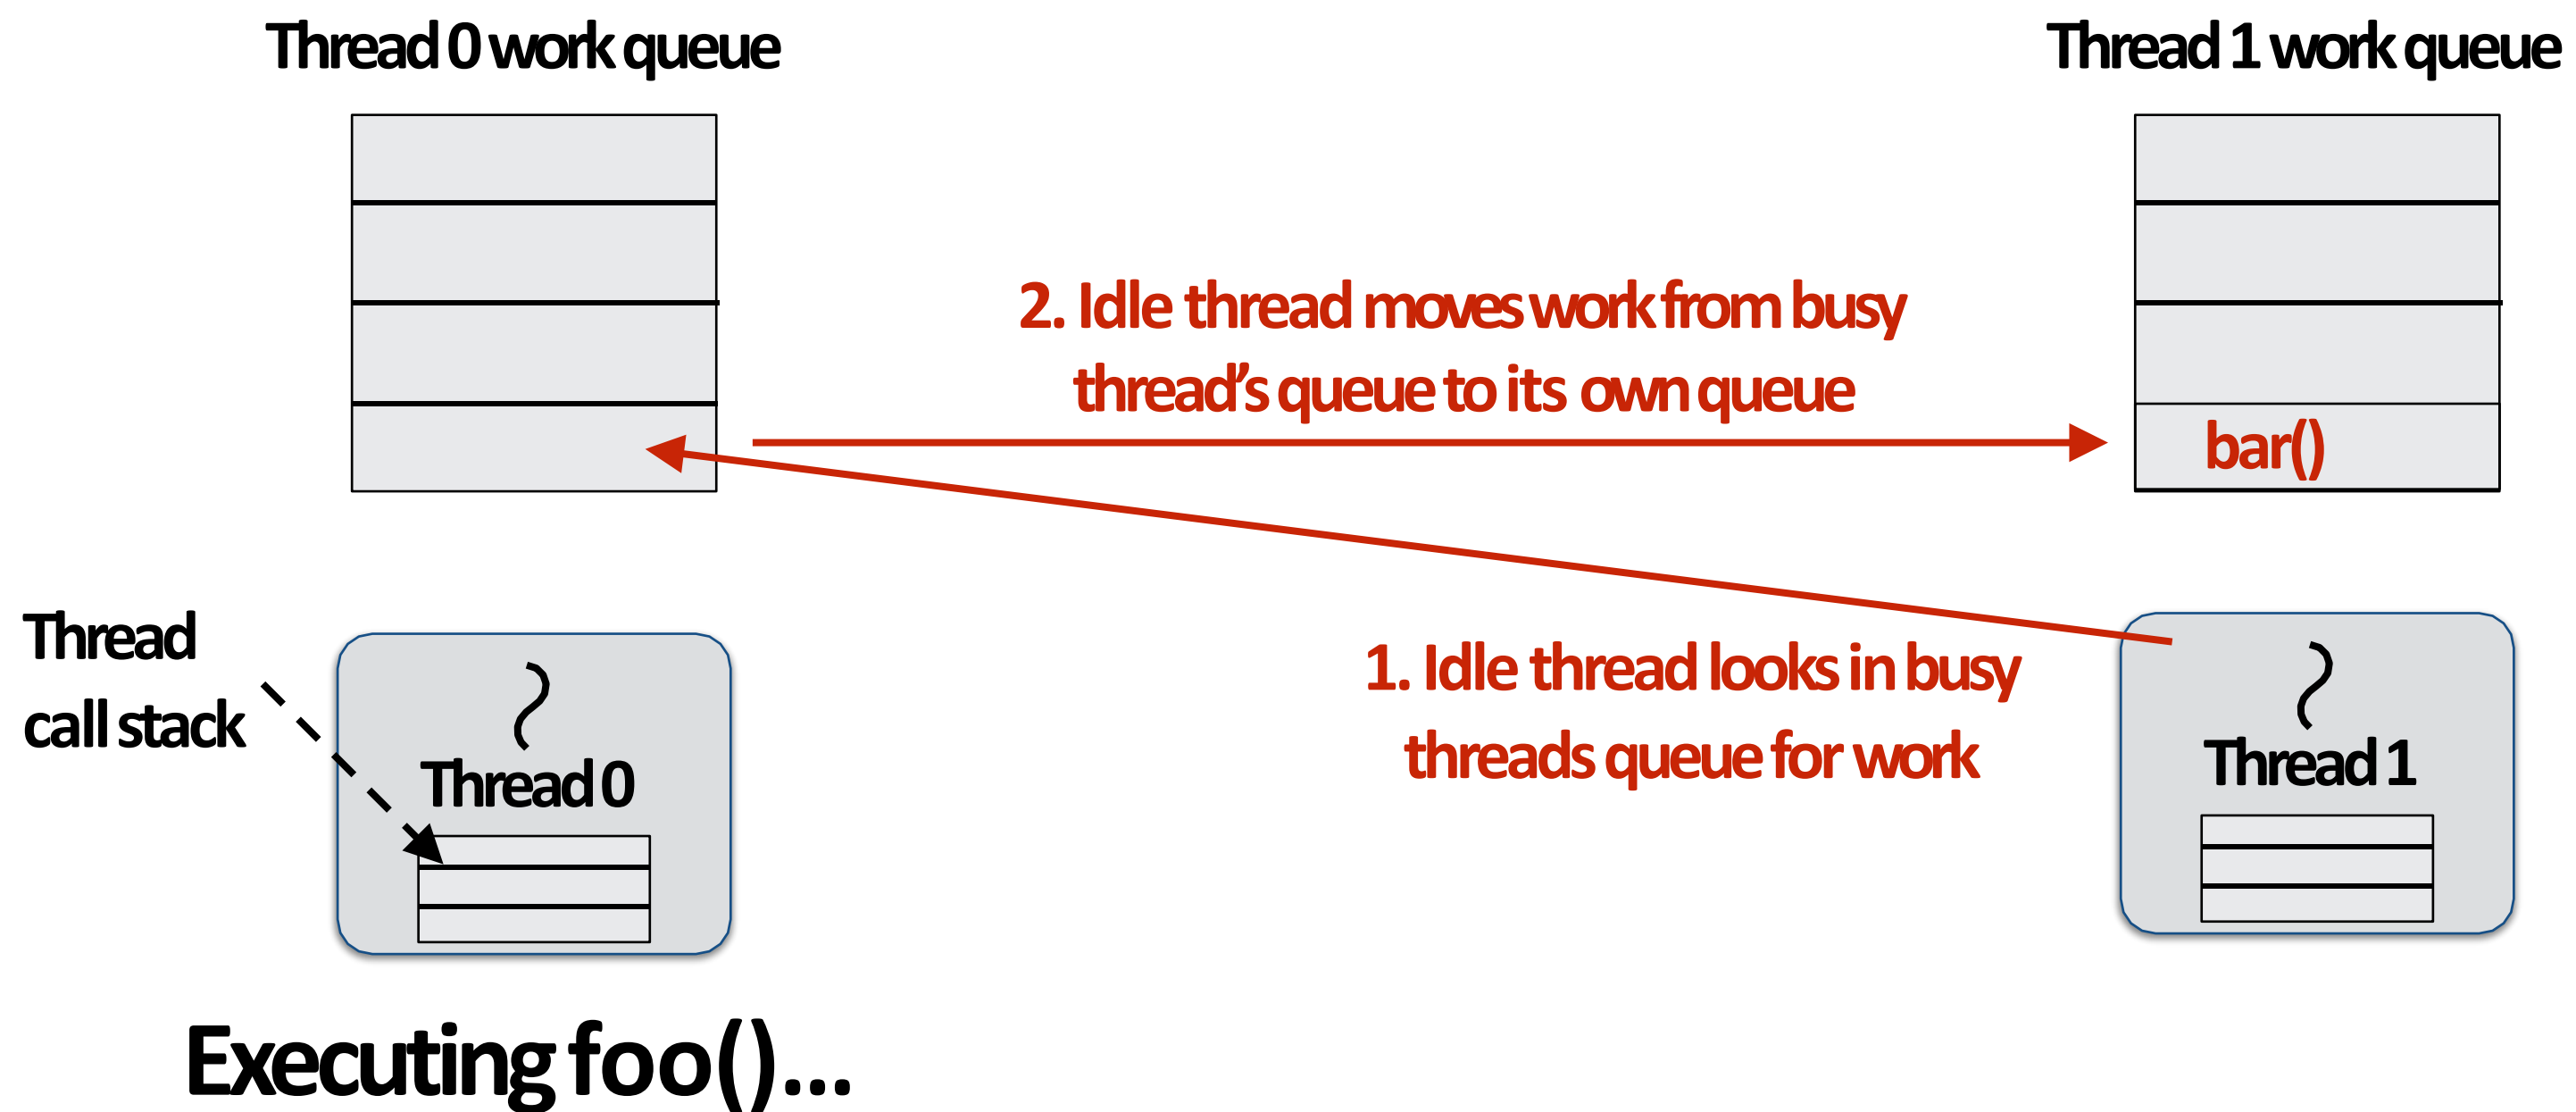 Thread 0 work queue
Thread 1 work queue
2. Idle thread moves work from busy
thread’s queue to its own queue
bar()
Thread
call stack
Thread 0
1. Idle thread looks in busy
threads queue for work
Thread 1
Executing foo()…